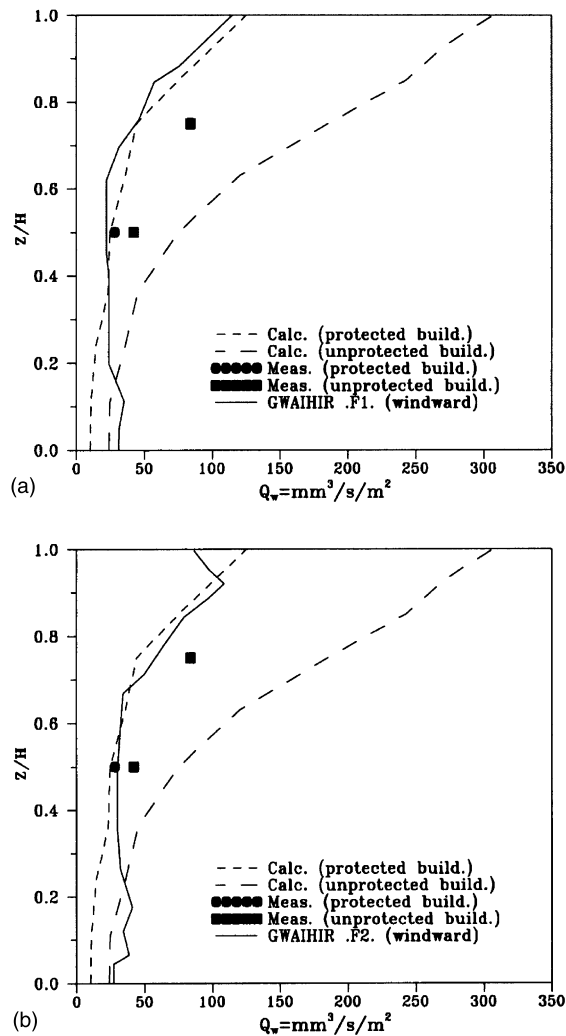 1.0
0.8
0.6
0.4
0.2
0.0
Z/H
Calc. (protected build.)
Calc. (unprotected build.)
Meas. (protected build.)
Meas. (unprotected build.)
GWAIHIR .F1. (windward)
0 50 100 150 200 250 300 350
(a)
Qw=mm³/s/m²
1.0
0.8
0.6
0.4
0.2
0.0
Z/H
Calc. (protected build.)
Calc. (unprotected build.)
Meas. (protected build.)
Meas. (unprotected build.)
GWAIHIR .F2. (windward)
0 50 100 150 200 250 300 350
(b)
Qw=mm³/s/m²